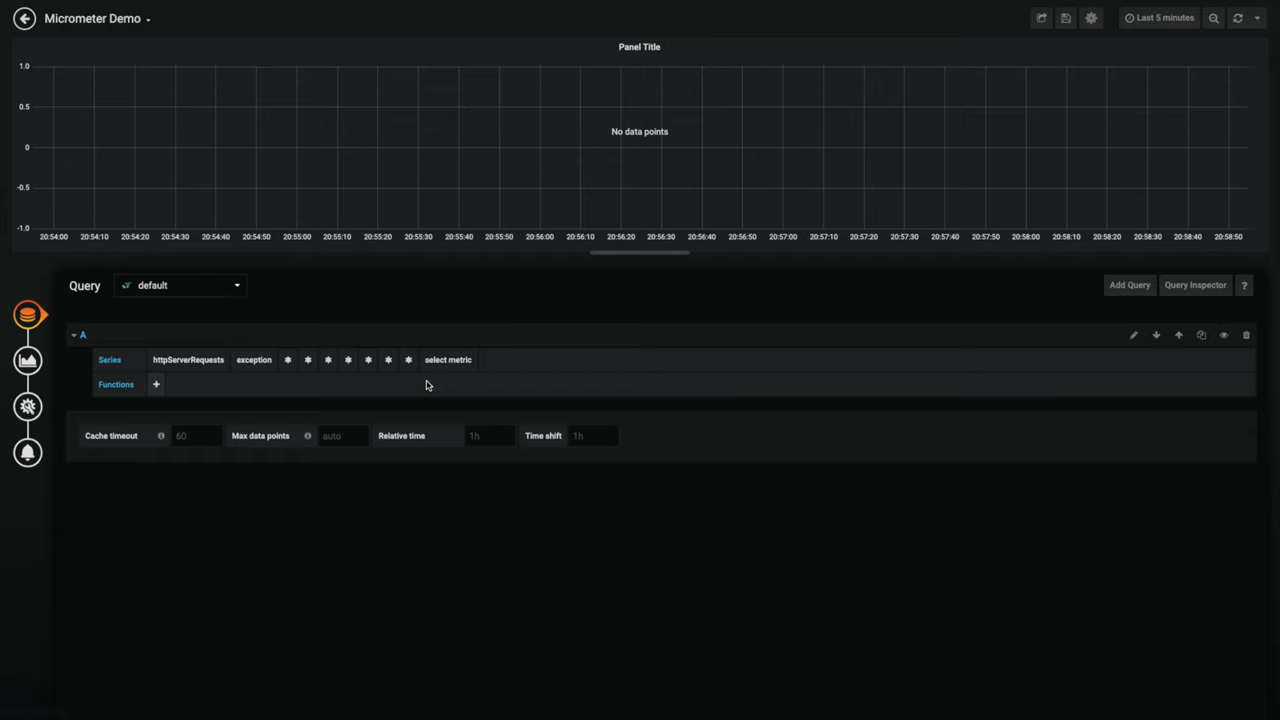 Micrometer Demo
Last 5 minutes
Panel Title
1.0
0.5
No data points
0
-0.5
-1.0
20:54:00 20:54:10 20:54:20 20:54:30 20:54:40 20:54:50 20:55:00 20:55:10 20:55:20 20:55:30 20:55:40 20:55:50 20:56:00 20:56:10 20:56:20 20:56:30 20:56:40 20:56:50 20:57:00 20:57:10 20:57:20 20:57:30 20:57:40 20:57:50 20:58:00 20:58:10 20:58:20 20:58:30 20:58:40 20:58:50
Query default Add Query Query Inspector ?
A
Series httpServerRequests exception * * * * * * * select metric
Functions +
Cache timeout 60 Max data points auto Relative time 1h Time shift 1h